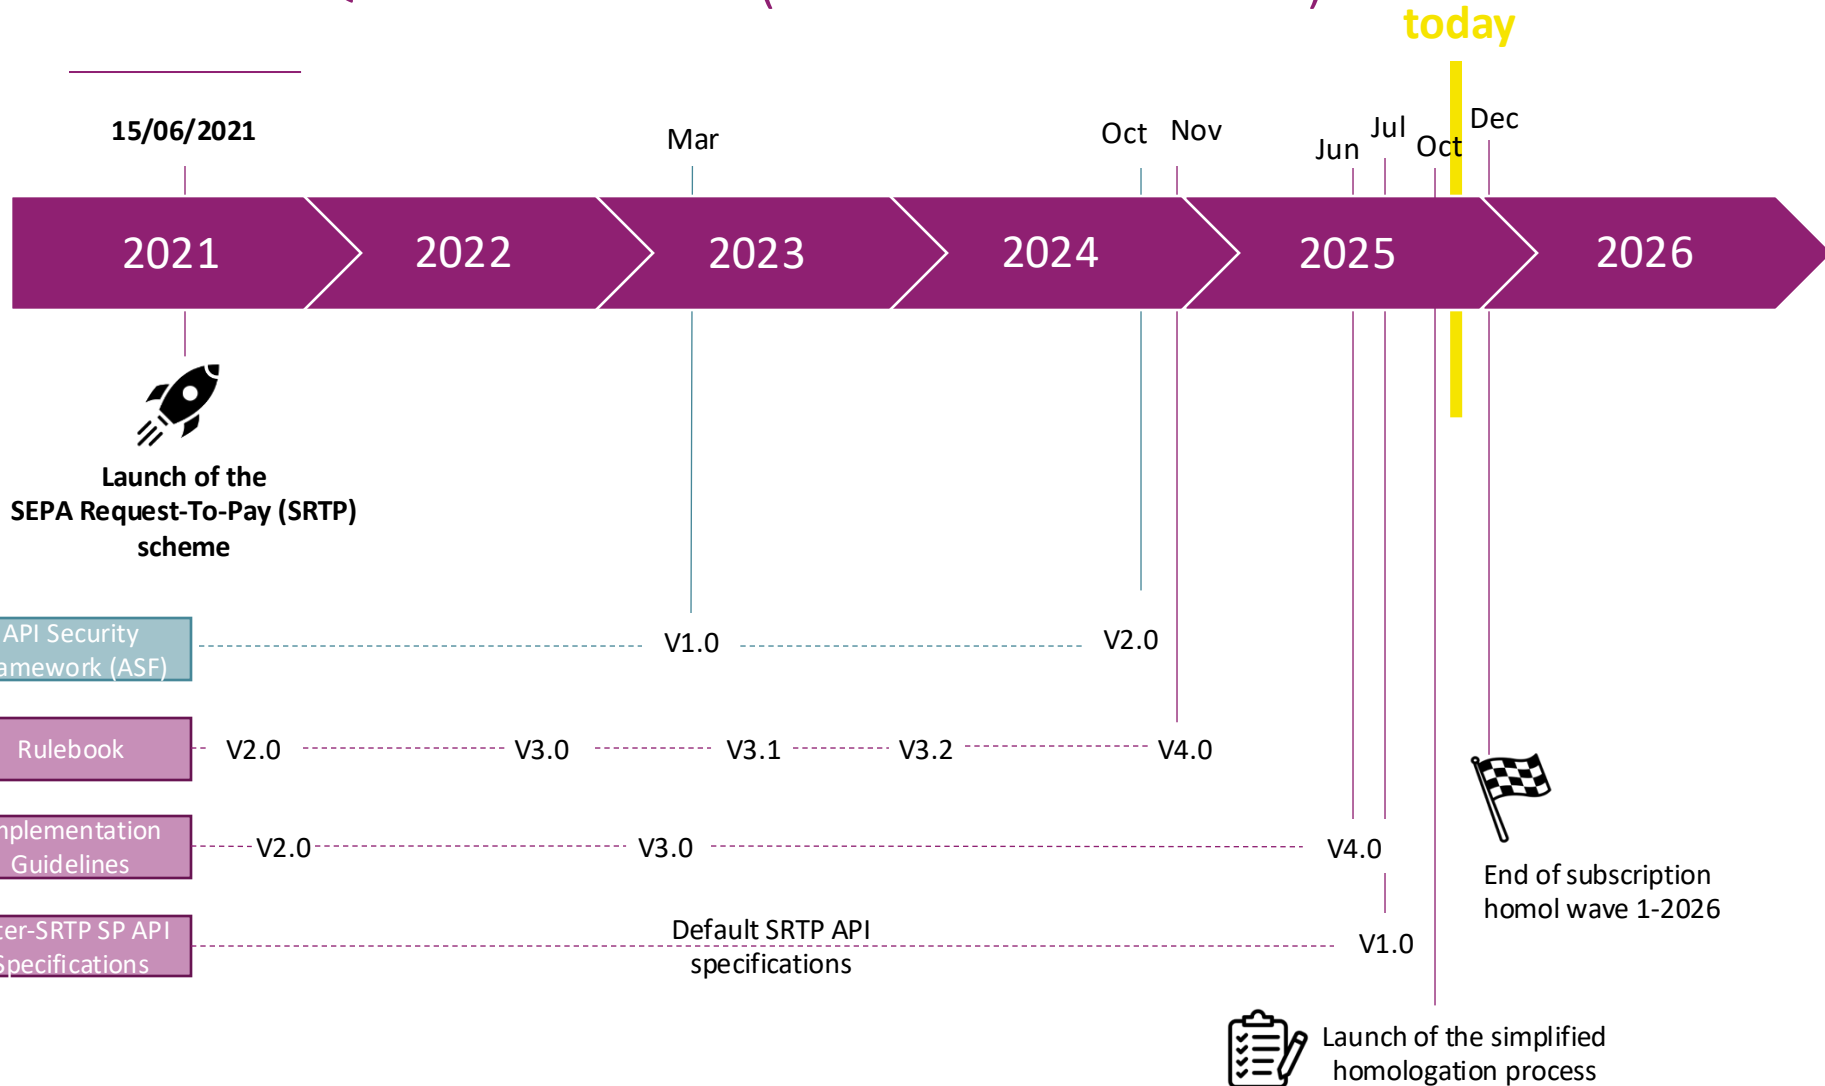 today
15/06/2021
Mar
Oct
Nov
Jun
Jul
Oct
Dec
2021
2022
2023
2024
2025
2026
Launch of the
SEPA Request-To-Pay (SRTP)
scheme
API Security
amework (ASF)
V1.0
V2.0
Rulebook
V2.0
V3.0
V3.1
V3.2
V4.0
mplementation
Guidelines
V2.0
V3.0
V4.0
End of subscription
homol wave 1-2026
ter-SRTP SP API
Specifications
Default SRTP API
specifications
V1.0
Launch of the simplified
homologation process